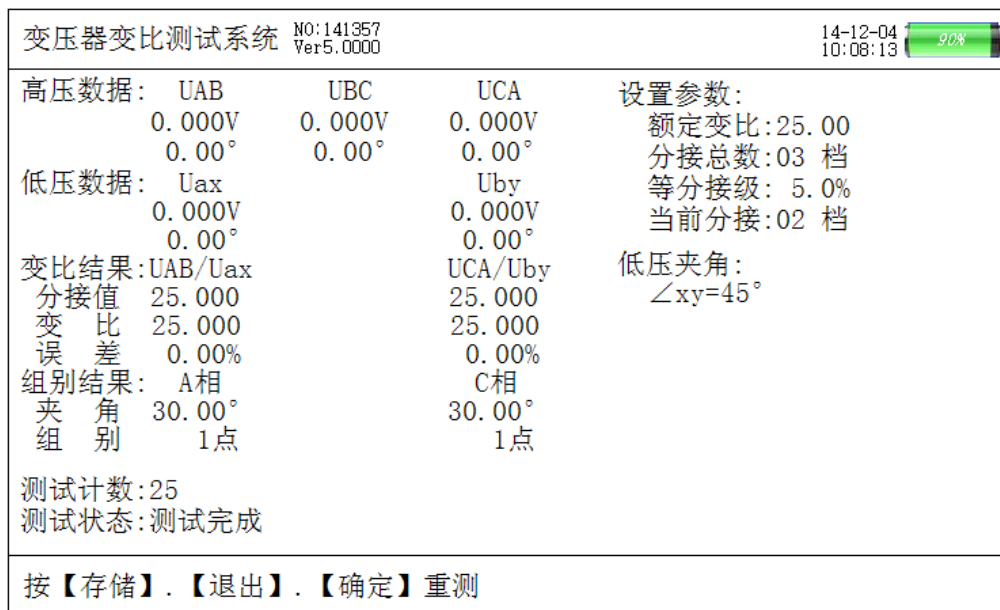 变压器变比测试系统 NO:141357 14-12-04 90%
Ver5.0000 10:08:13
高压数据: UAB UBC UCA 设置参数:
0.000V 0.000V 0.000V 额定变比:25.00
0.00° 0.00° 0.00° 分接总数:03 档
低压数据: Uax Uby 等分接级: 5.0%
0.000V 0.000V 当前分接:02 档
0.00° 0.00°
变比结果:UAB/Uax UCA/Uby 低压夹角:
分接值 25.000 25.000 ∠xy=45°
变 比 25.000 25.000
误 差 0.00% 0.00%
组别结果: A相 C相
夹 角 30.00° 30.00°
组 别 1点 1点
测试计数:25
测试状态:测试完成
按【存储】.【退出】.【确定】重测